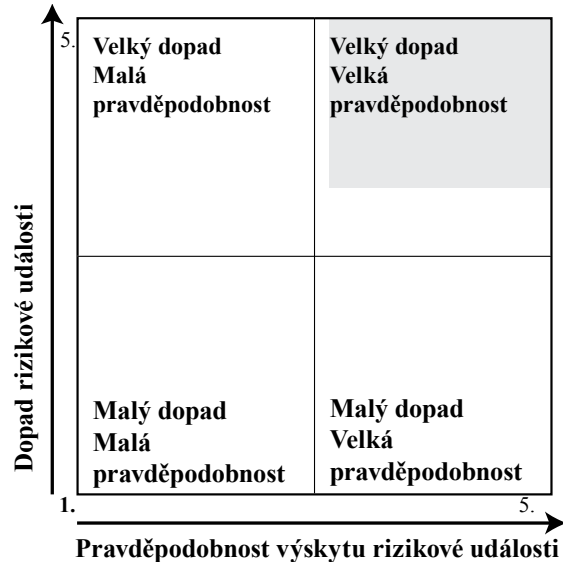 5.
Velký dopad
Malá
pravděpodobnost
Velký dopad
Velká
pravděpodobnost
Dopad rizikové události
Malý dopad
Malá
pravděpodobnost
Malý dopad
Velká
pravděpodobnost
1.
5.
Pravděpodobnost výskytu rizikové události